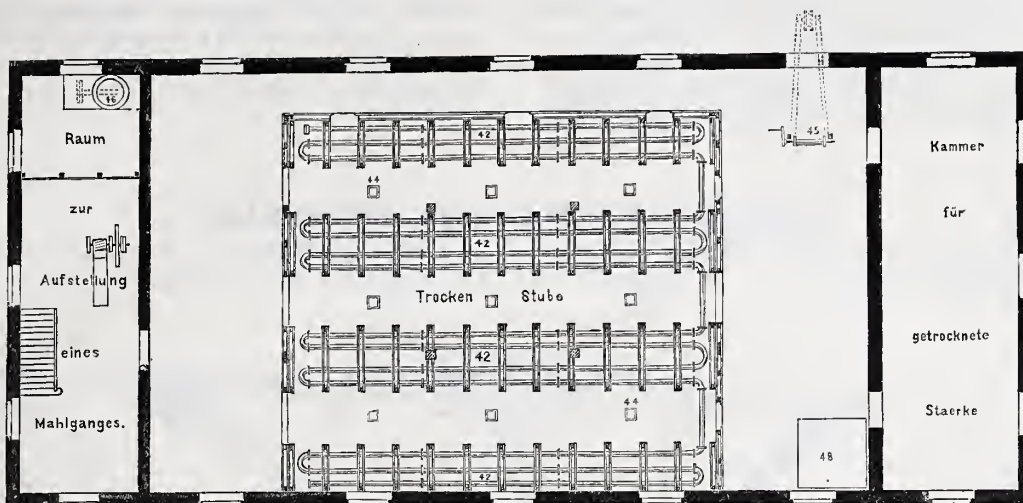 46
Raum
zur
Aufstellung
eines
Mahlganges.
42
44
42
Trocken Stube
42
44
42
45
48
Kammer
für
getrocknete
Staerke